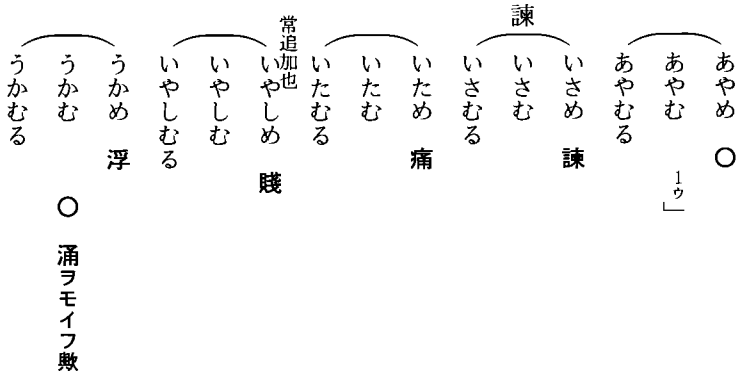 あやめ ○
あやむ
1ゥ」
あやむる
諫
いさめ 諫
いさむ
いさむる
いため 痛
いたむ
いたむる
常追加也
いやしめ 賤
いやしむ
いやしむる
うかめ 浮
うかむ ○ 涌ヲモイフ歟
うかむる